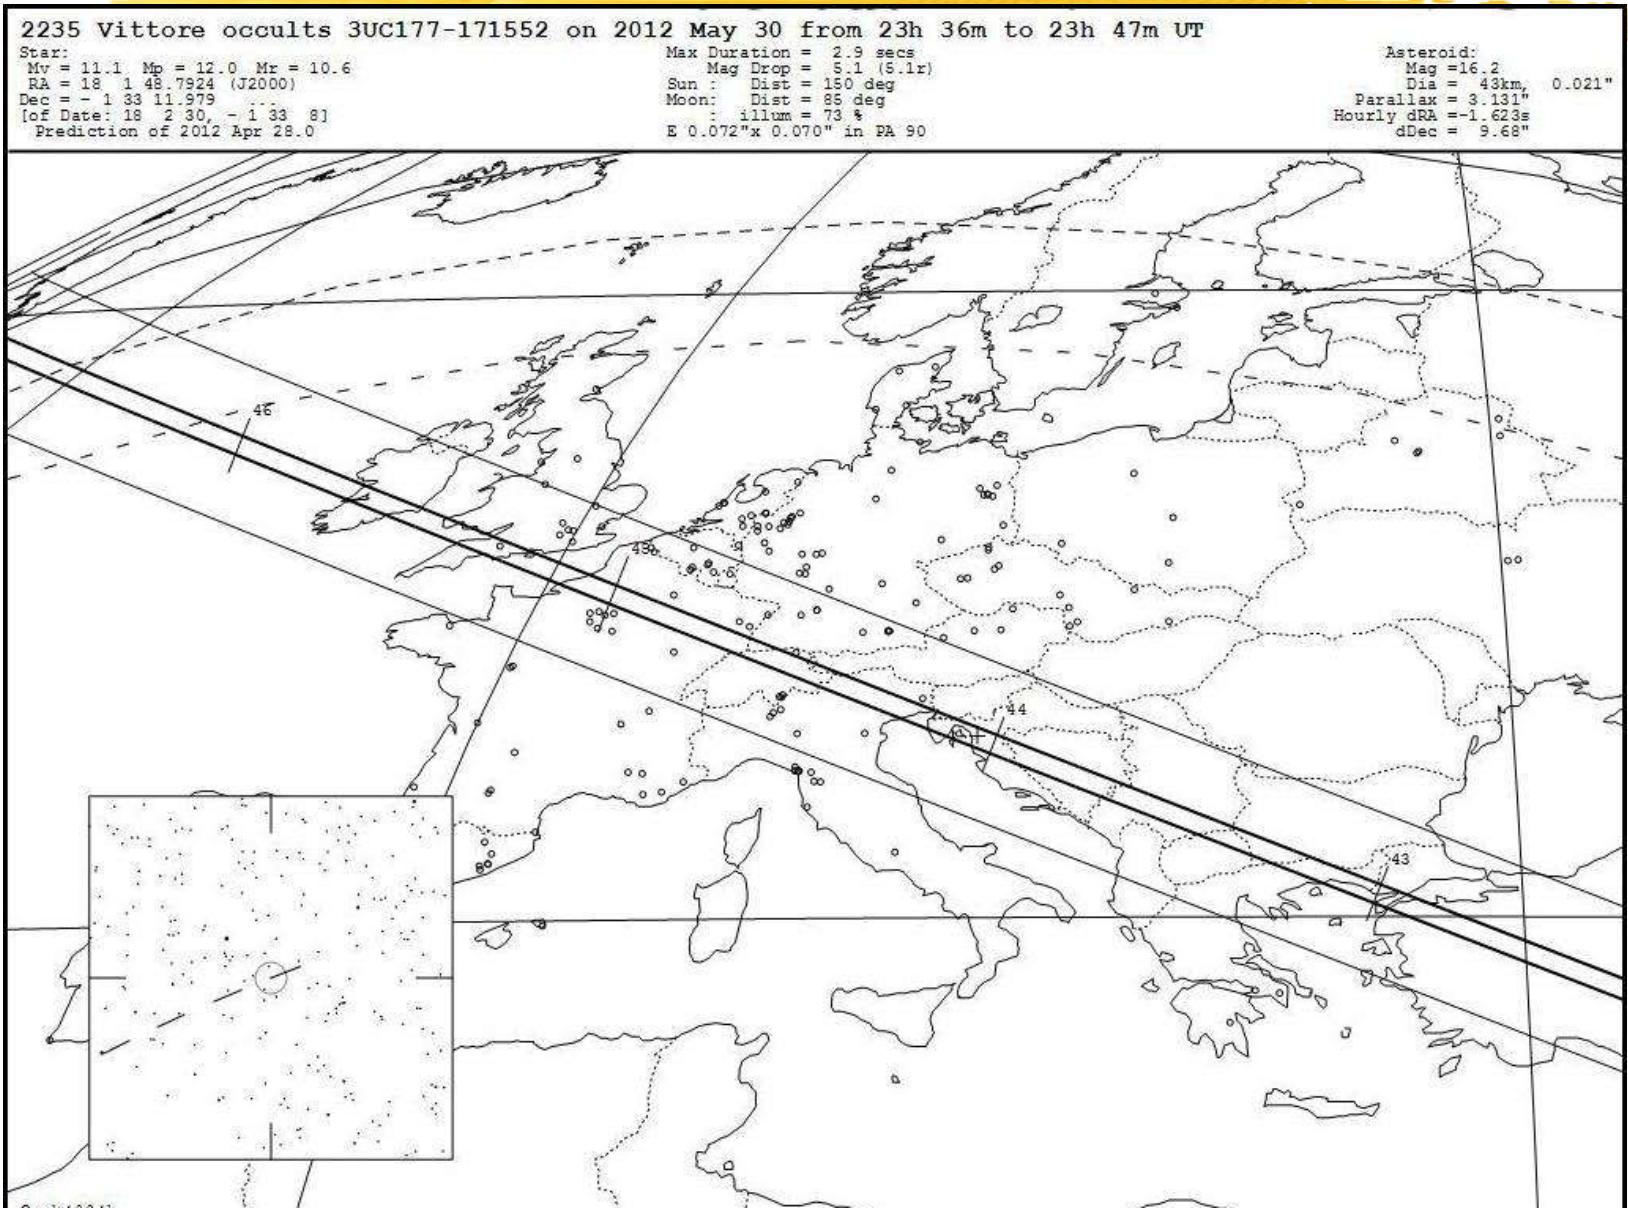 2235 Vittore occults 3UC177-171552 on 2012 May 30 from 23h 36m to 23h 47m UT
Star:
Mv = 11.1 Mp = 12.0 Mr = 10.6
RA = 18 1 48.7924 (J2000)
Dec = - 1 33 11.979 ...
[of Date: 18 2 30, - 1 33 8]
Prediction of 2012 Apr 28.0
Max Duration = 2.9 secs
Mag Drop = 5.1 (5.1r)
Sun : Dist = 150 deg
Moon: Dist = 85 deg
: illum = 73 %
E 0.072"x 0.070" in PA 90
Asteroid:
Mag =16.2
Dia = 43km, 0.021"
Parallax = 3.131"
Hourly dRA =-1.623s
dDec = 9.68"
46
45
44
43